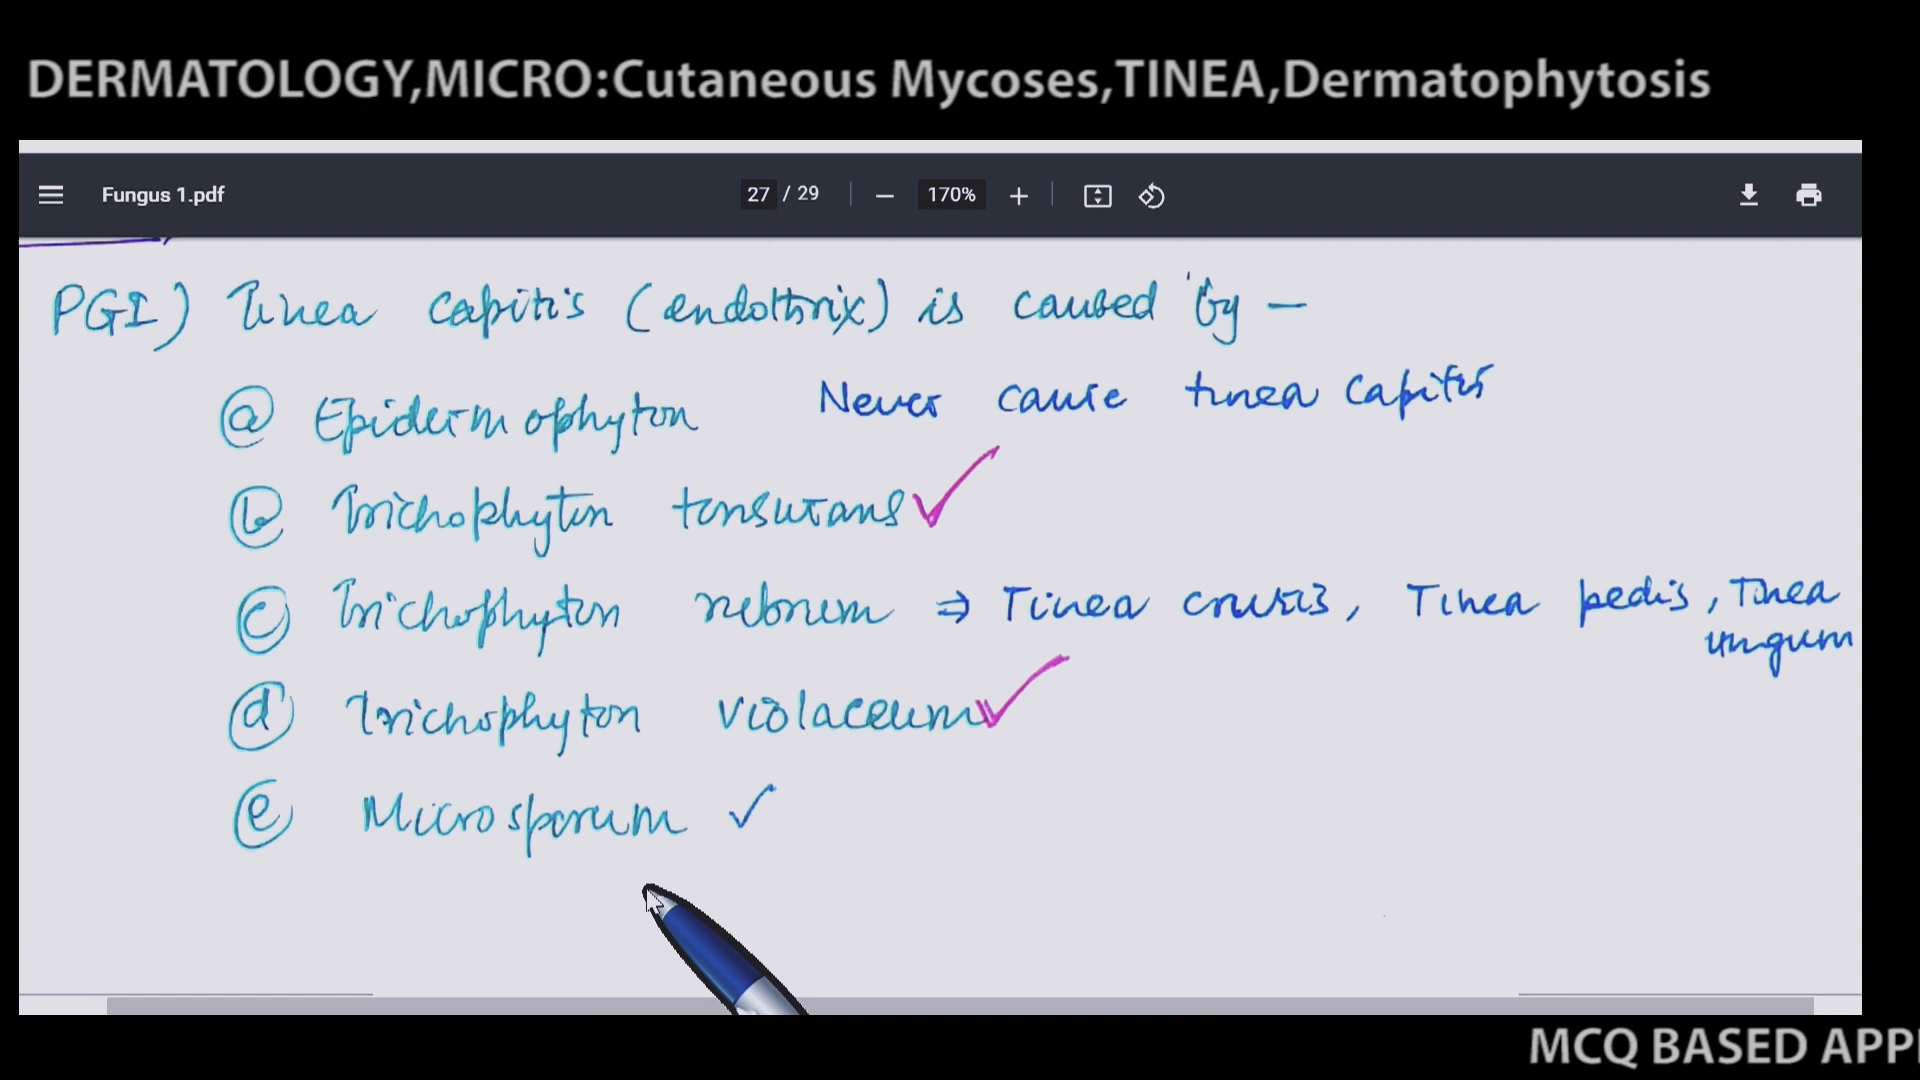 DERMATOLOGY,MICRO:Cutaneous Mycoses,TINEA,Dermatophytosis
Fungus 1.pdf
27 / 29
170%
PGI) Tinea capitis (endothrix) is caused by —
(a) Epidermophyton Never cause tinea capitis
(b) Trichophyton tonsurans ✓
(c) Trichophyton rubrum ⇒ Tinea cruris, Tinea pedis, Tinea
ungum
(d) Trichophyton violaceum ✓
(e) Microsporum ✓
MCQ BASED APP